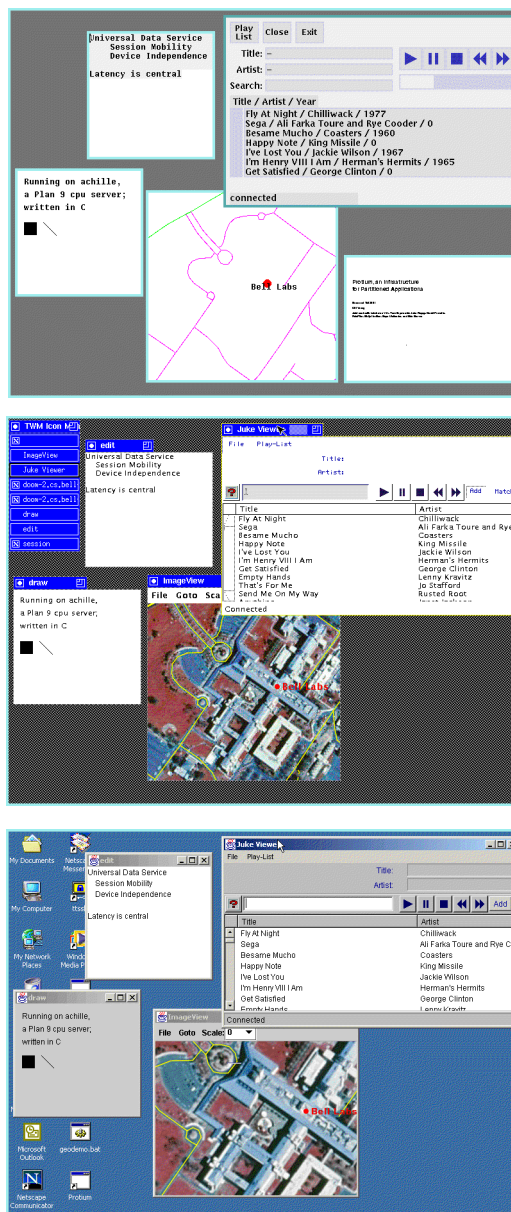 Universal Data Service
Session Mobility
Device Independence
Latency is central
Play List
Close
Exit
Title: –
Artist: –
Search:
Title / Artist / Year
Fly At Night / Chilliwack / 1977
Sega / Ali Farka Toure and Rye Cooder / 0
Besame Mucho / Coasters / 1960
Happy Note / King Missile / 0
I've Lost You / Jackie Wilson / 1967
I'm Henry VIII I Am / Herman's Hermits / 1965
Get Satisfied / George Clinton / 0
connected
Running on achille,
a Plan 9 cpu server;
written in C
Bell Labs
Protium, an Infrastructure
for Partitioned Applications
TWM Icon M
ImageView
Juke Viewer
doom-2.cs.bell
doom-2.cs.bell
draw
edit
session
edit
Universal Data Service
Session Mobility
Device Independence
Latency is central
Juke Viewe
File Play-List
Title:
Artist:
1
Add Match
Title Artist
Fly At Night Chilliwack
Sega Ali Farka Toure and Rye
Besame Mucho Coasters
Happy Note King Missile
I've Lost You Jackie Wilson
I'm Henry VIII I Am Herman's Hermits
Get Satisfied George Clinton
Empty Hands Lenny Kravitz
That's For Me Jo Stafford
Send Me On My Way Rusted Root
Connected
draw
Running on achille,
a Plan 9 cpu server;
written in C
ImageView
File Goto Sca
Bell Labs
My Documents
My Computer
My Network Places
Microsoft Outlook
geodemo.bat
Netscape Communicator
Protium
edit
Universal Data Service
Session Mobility
Device Independence
Latency is central
Juke Viewe
File Play-List
Title:
Artist:
Add
Title Artist
Fly At Night Chilliwack
Sega Ali Farka Toure and Rye C
Besame Mucho Coasters
Happy Note King Missile
I've Lost You Jackie Wilson
I'm Henry VIII I Am Herman's Hermits
Get Satisfied George Clinton
Empty Hands Lenny Kravitz
Connected
draw
Running on achille,
a Plan 9 cpu server;
written in C
ImageView
File Goto Scale: 0
Bell Labs